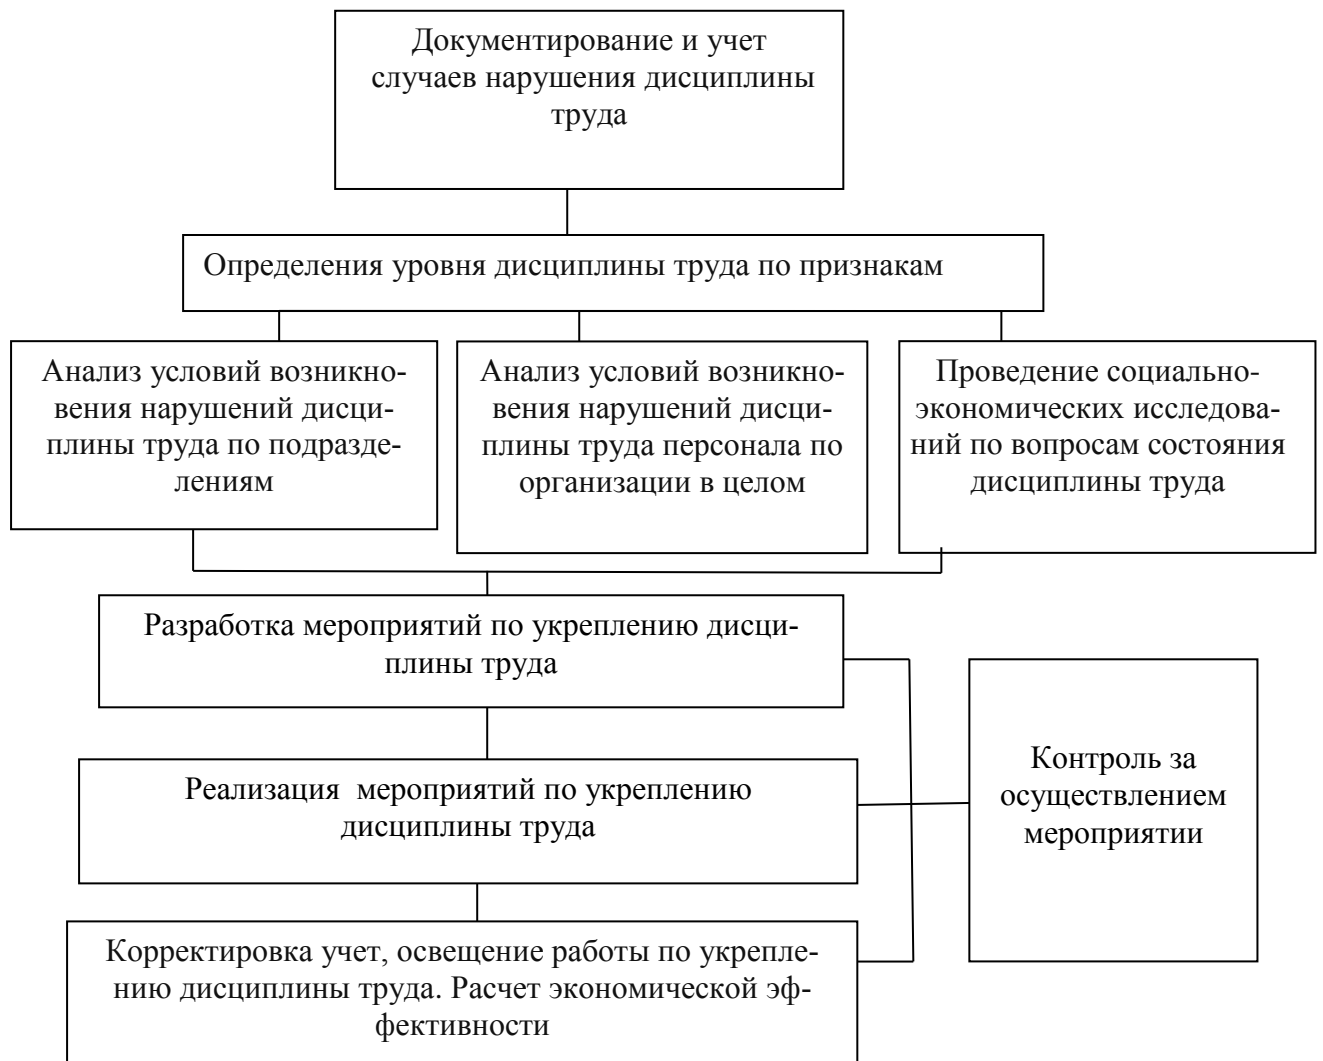 Документирование и учет
случаев нарушения дисциплины
труда
Определения уровня дисциплины труда по признакам
Анализ условий возникно-
вения нарушений дисци-
плины труда по подразде-
лениям
Анализ условий возникно-
вения нарушений дисци-
плины труда персонала по
организации в целом
Проведение социально-
экономических исследова-
ний по вопросам состояния
дисциплины труда
Разработка мероприятий по укреплению дисци-
плины труда
Реализация  мероприятий по укреплению
дисциплины труда
Контроль за
осуществлением
мероприятии
Корректировка учет, освещение работы по укрепле-
нию дисциплины труда. Расчет экономической эф-
фективности